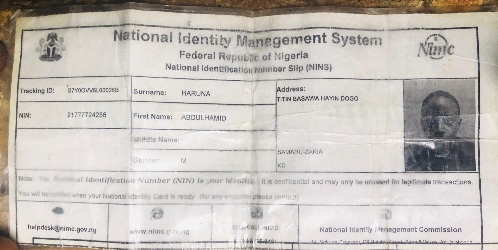 National Identity Management System
Federal Republic of Nigeria
National Identification Number Slip (NINS)
Nimc
Tracking ID:
Surname: HARUNA
Address:
TITIN BASAWA HAYIN DOGO
NIN: 21777724256
First Name: ABDULHAMID
Middle Name:
SAMARU-ZARIA
Gender: M
KD
Note: The National Identification Number (NIN) is your identity. It is confidential and may only be released for legitimate transactions.
You will be notified when your National Identity Card is ready (for any enquiries please contact)
helpdesk@nimc.gov.ng
www.nimc.gov.ng
National Identity Management Commission